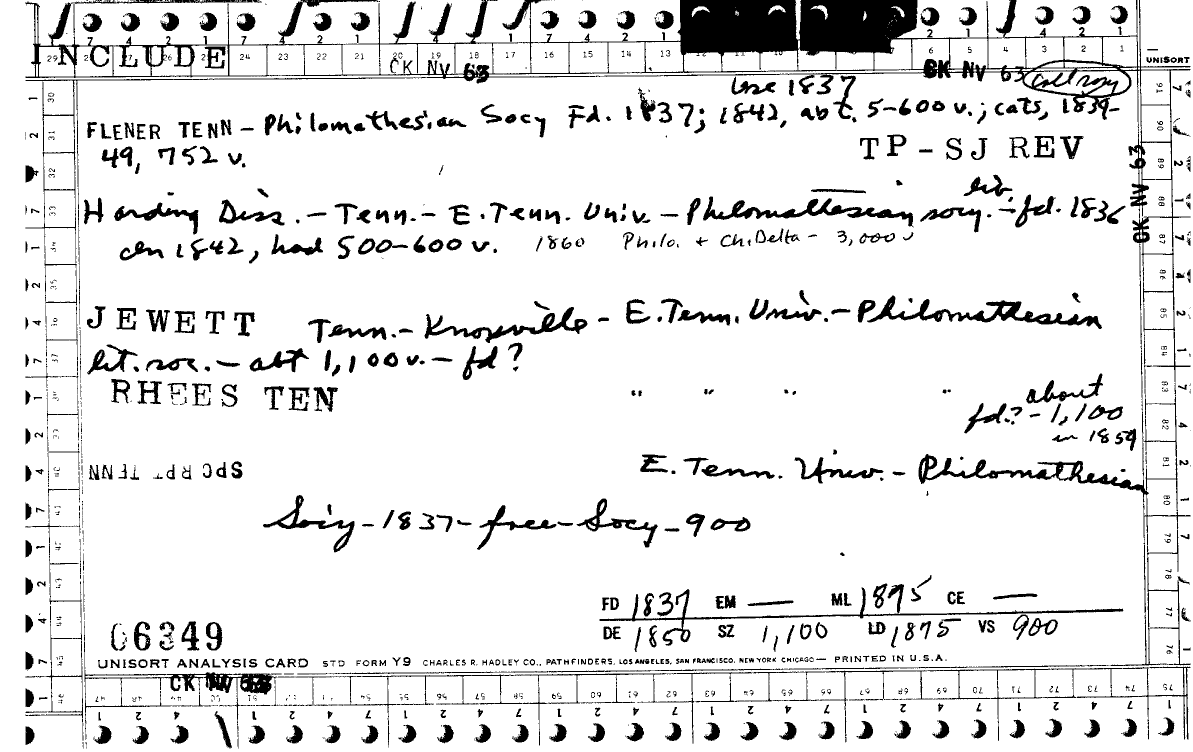 INCLUDE
CK NV 63
CK NV 63
UNISORT
Use 1837
FLENER TENN - Philomathesian Socy Fd. 1837; 1842, abt. 5-600 v.; cats, 1839-
49, 752 v.
TP-SJ REV
CK NV 63
lib.
Harding Diss. - Tenn. - E. Tenn. Univ. - Philomathesian socy. - fd. 1836
in 1842, had 500-600 v. 1860 Philo. + Chi Delta - 3,000 v
JEWETT Tenn. - Knoxville - E. Tenn. Univ. - Philomathesian
lit. soc. - abt 1,100 v. - fd?
RHEES TEN " " " " about
fd.? - 1,100
in 1859
SPC RPT TENN E. Tenn. Univ. - Philomathesian
Socy - 1837 - free - Socy - 900
FD 1837 EM — ML 1875 CE —
06349 DE 1850 SZ 1,100 LD 1875 VS 900
UNISORT ANALYSIS CARD STD FORM Y9 CHARLES R. HADLEY CO., PATHFINDERS, LOS ANGELES, SAN FRANCISCO, NEW YORK CHICAGO — PRINTED IN U.S.A.
CK NV 63